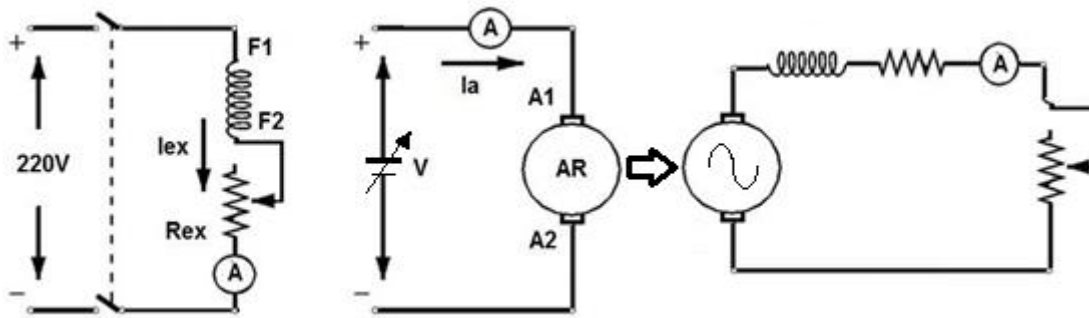 +
F1
F2
220V
Iex
Rex
A
−
+
A
Ia
A1
V
AR
A2
−
A